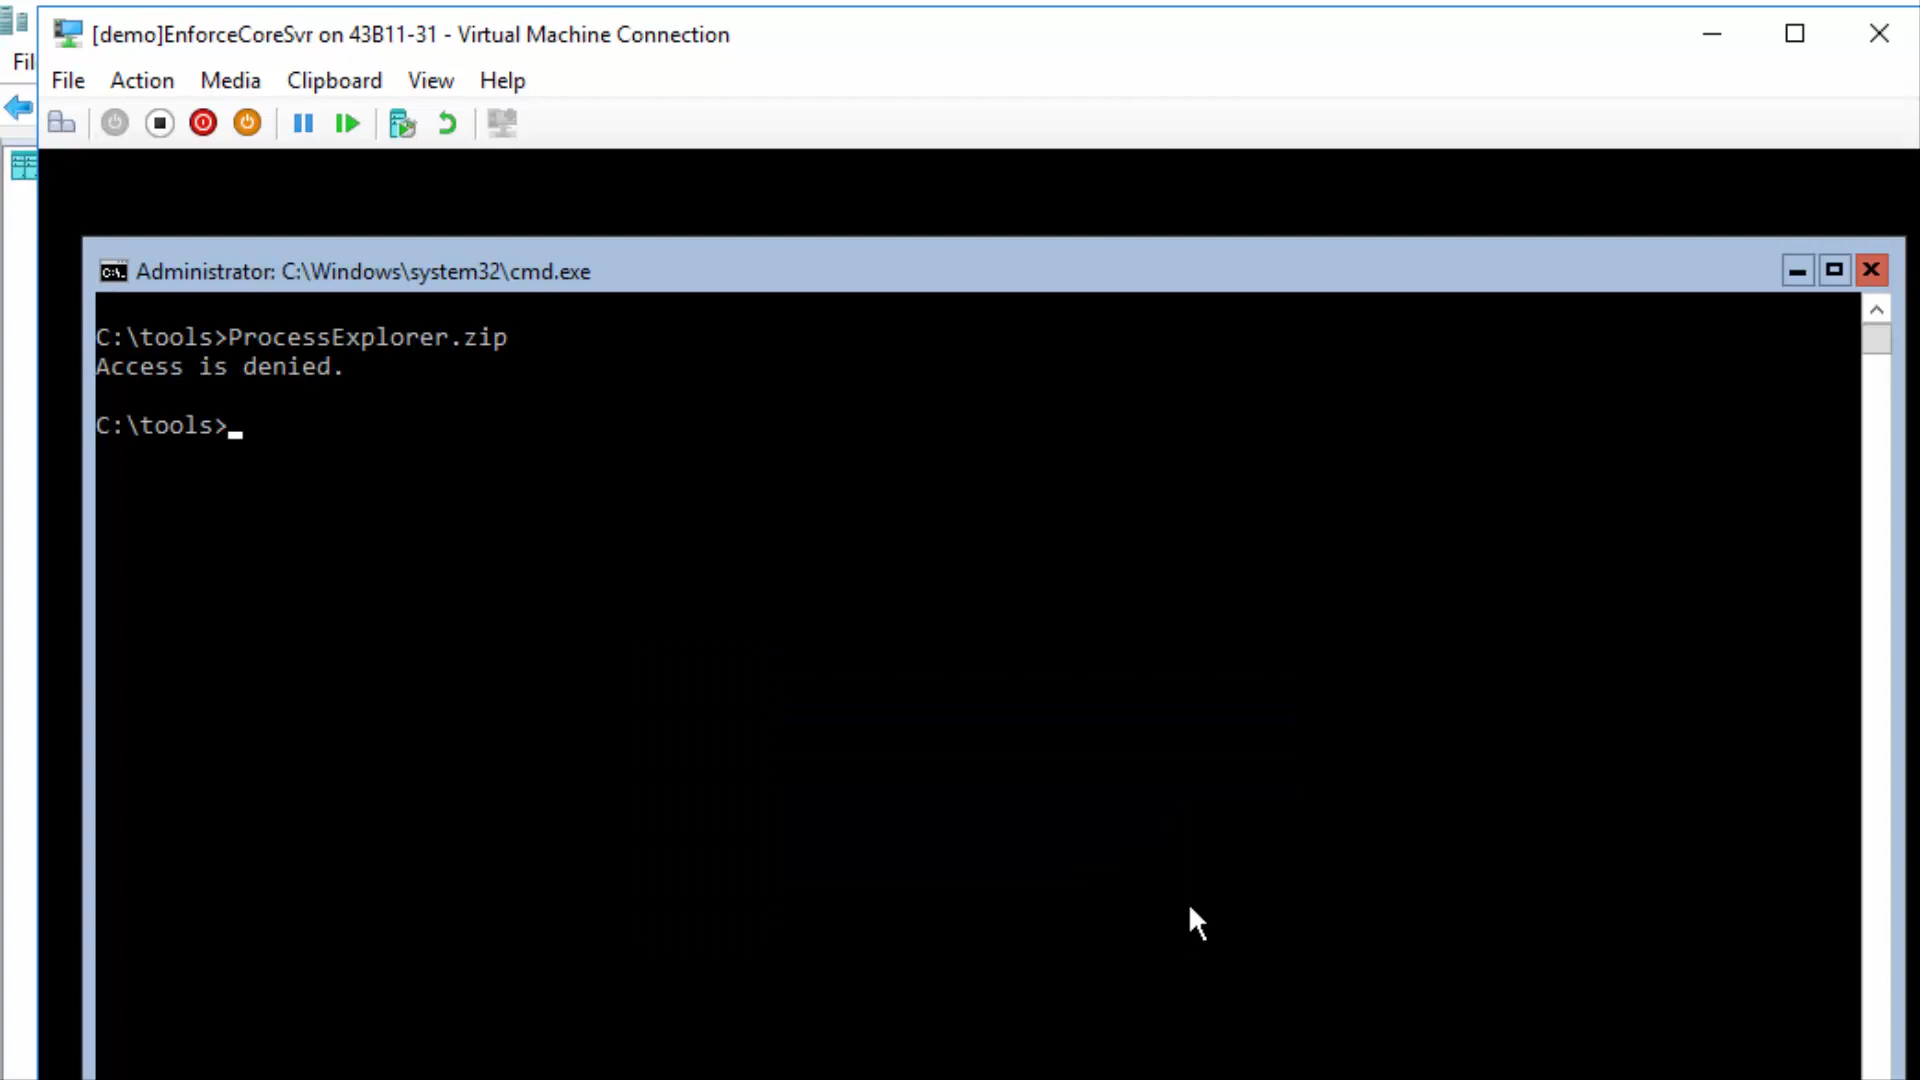 [demo]EnforceCoreSvr on 43B11-31 - Virtual Machine Connection
Fil
File Action Media Clipboard View Help
Administrator: C:\Windows\system32\cmd.exe
C:\tools>ProcessExplorer.zip
Access is denied.
C:\tools>